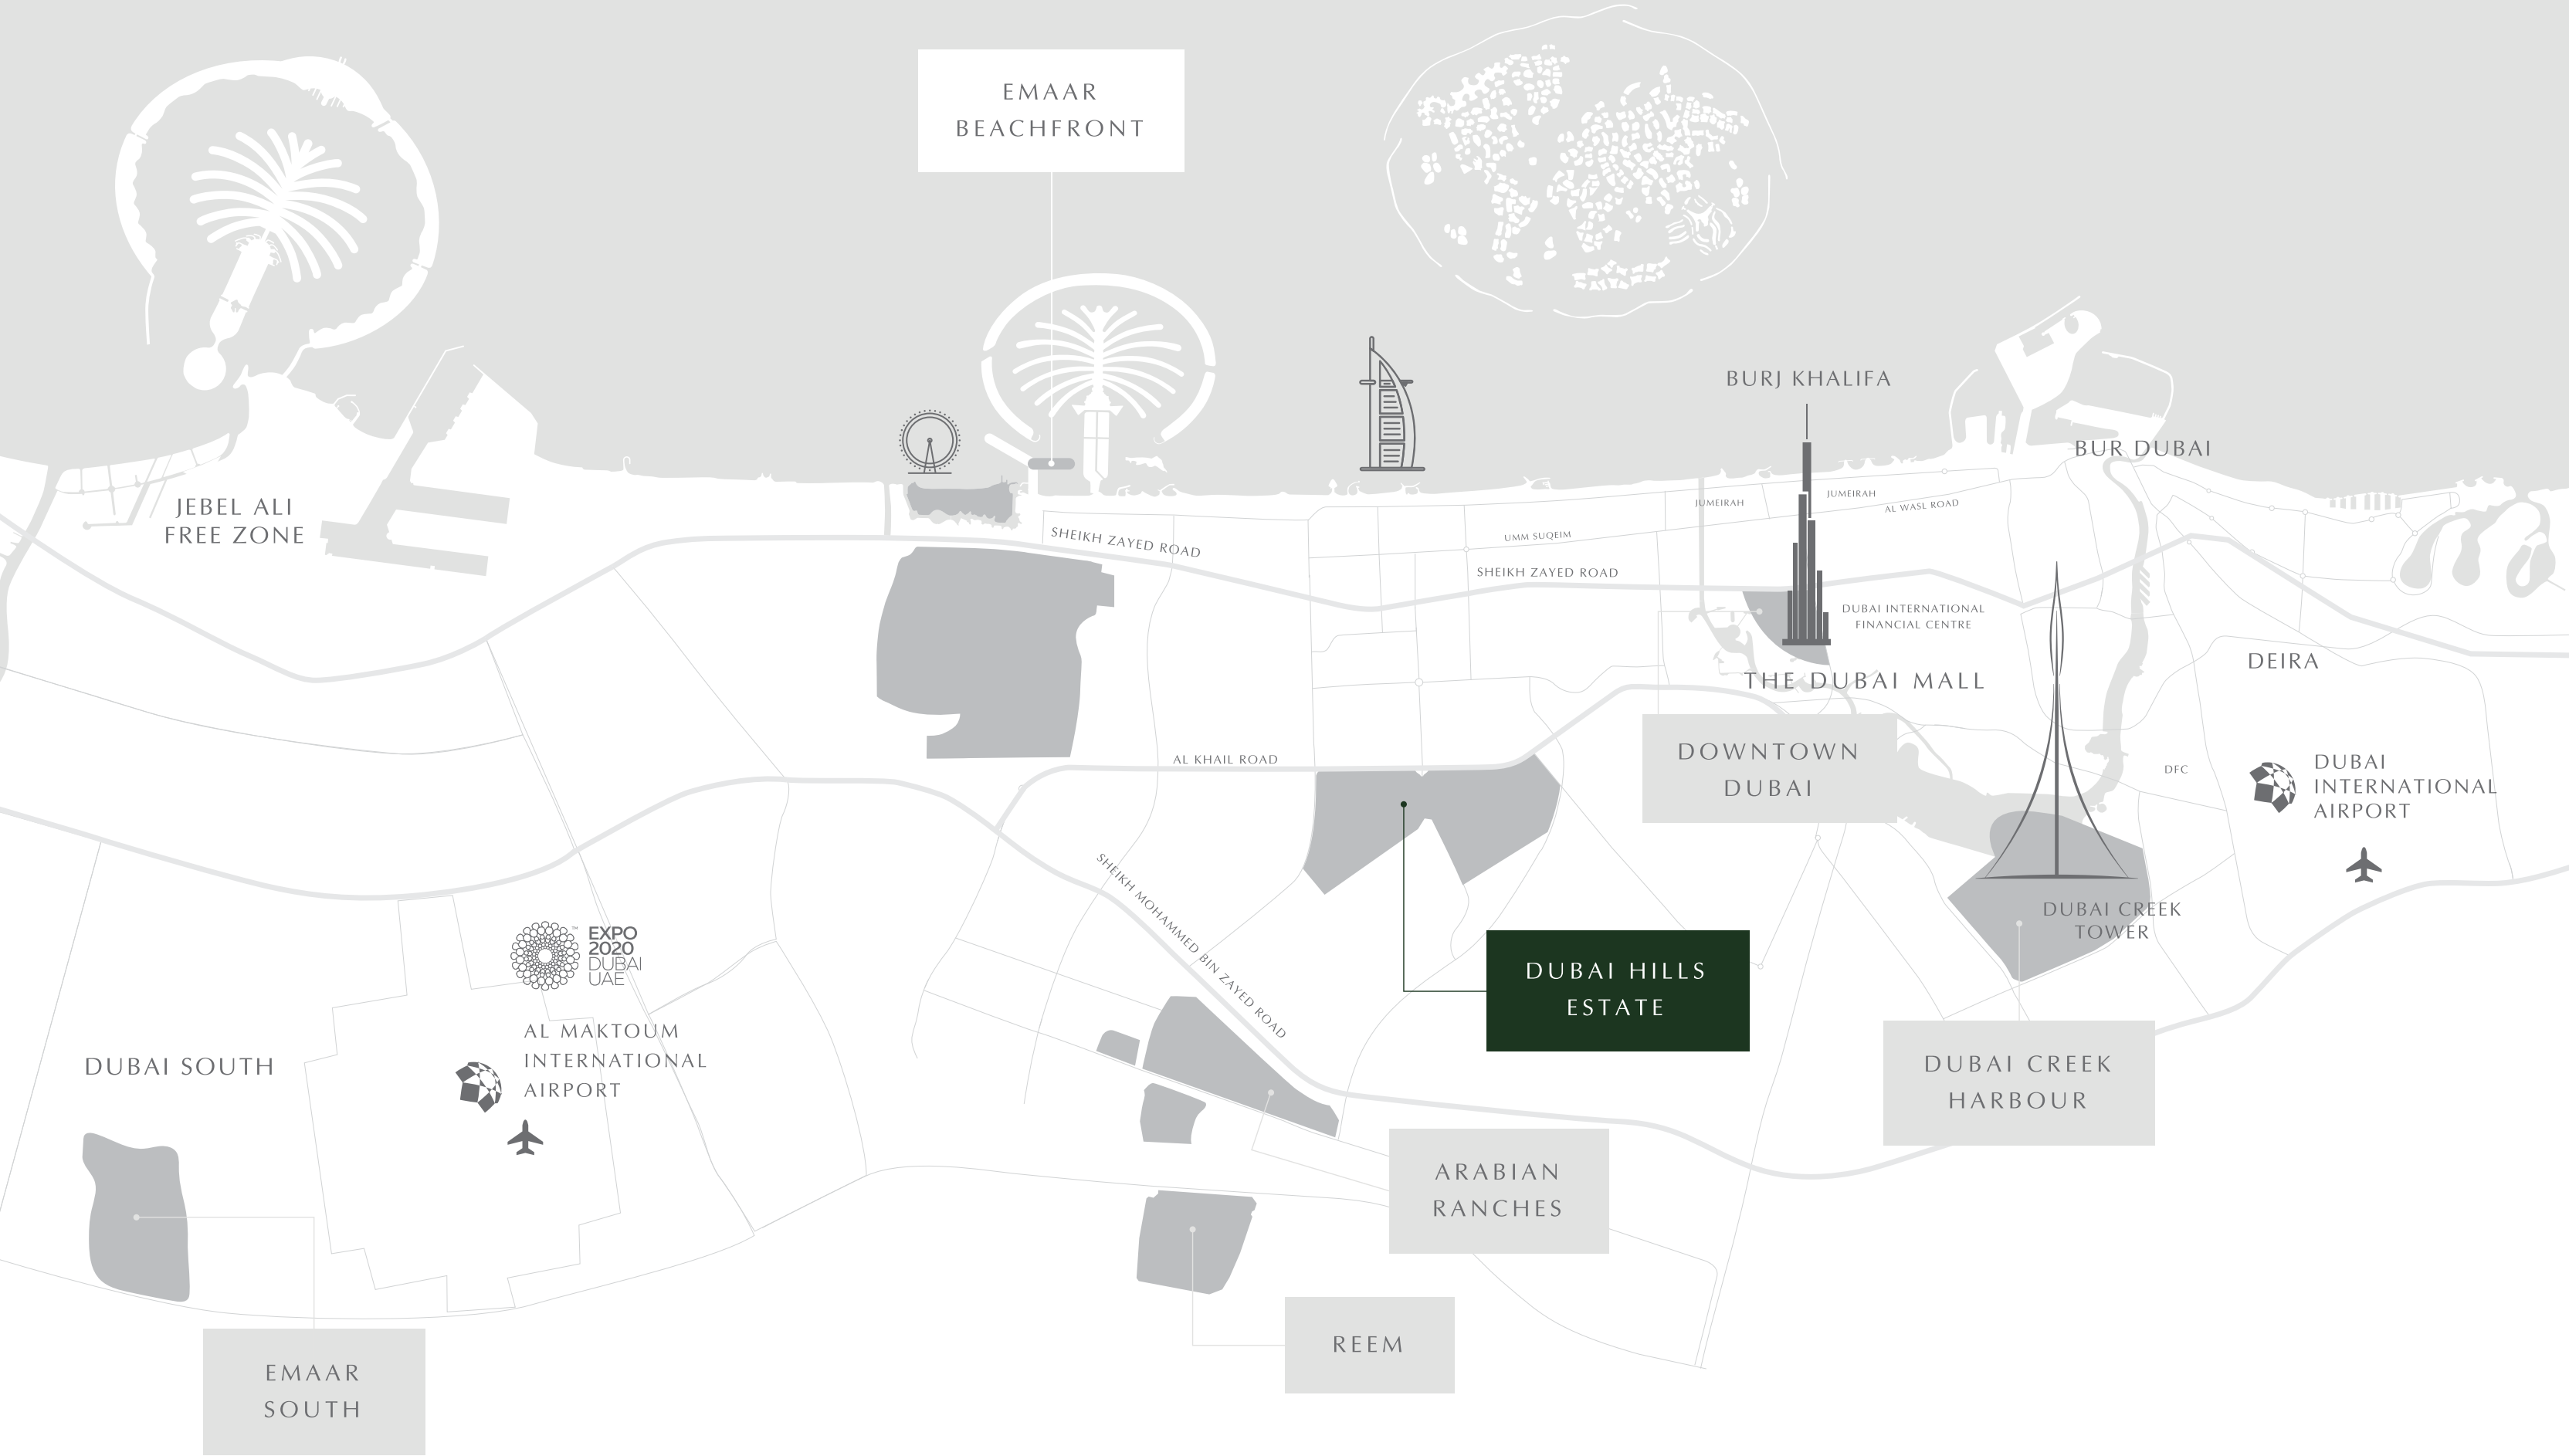 EMAAR
BEACHFRONT
BURJ KHALIFA
BUR DUBAI
JEBEL ALI
FREE ZONE
JUMEIRAH
JUMEIRAH
AL WASL ROAD
SHEIKH ZAYED ROAD
UMM SUQEIM
SHEIKH ZAYED ROAD
DUBAI INTERNATIONAL
FINANCIAL CENTRE
THE DUBAI MALL
DEIRA
DOWNTOWN
DUBAI
AL KHAIL ROAD
DFC
DUBAI
INTERNATIONAL
AIRPORT
SHEIKH MOHAMMED BIN ZAYED ROAD
DUBAI CREEK
TOWER
EXPO
2020
DUBAI
UAE
TM
DUBAI HILLS
ESTATE
AL MAKTOUM
INTERNATIONAL
AIRPORT
DUBAI SOUTH
DUBAI CREEK
HARBOUR
ARABIAN
RANCHES
REEM
EMAAR
SOUTH